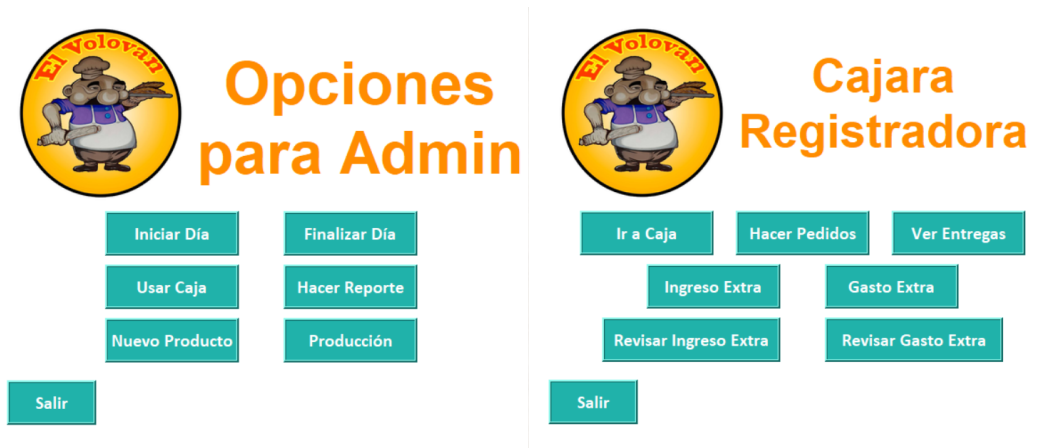 El Volovan
Opciones
para Admin
Iniciar Día
Finalizar Día
Usar Caja
Hacer Reporte
Nuevo Producto
Producción
Salir
El Volovan
Cajara
Registradora
Ir a Caja
Hacer Pedidos
Ver Entregas
Ingreso Extra
Gasto Extra
Revisar Ingreso Extra
Revisar Gasto Extra
Salir